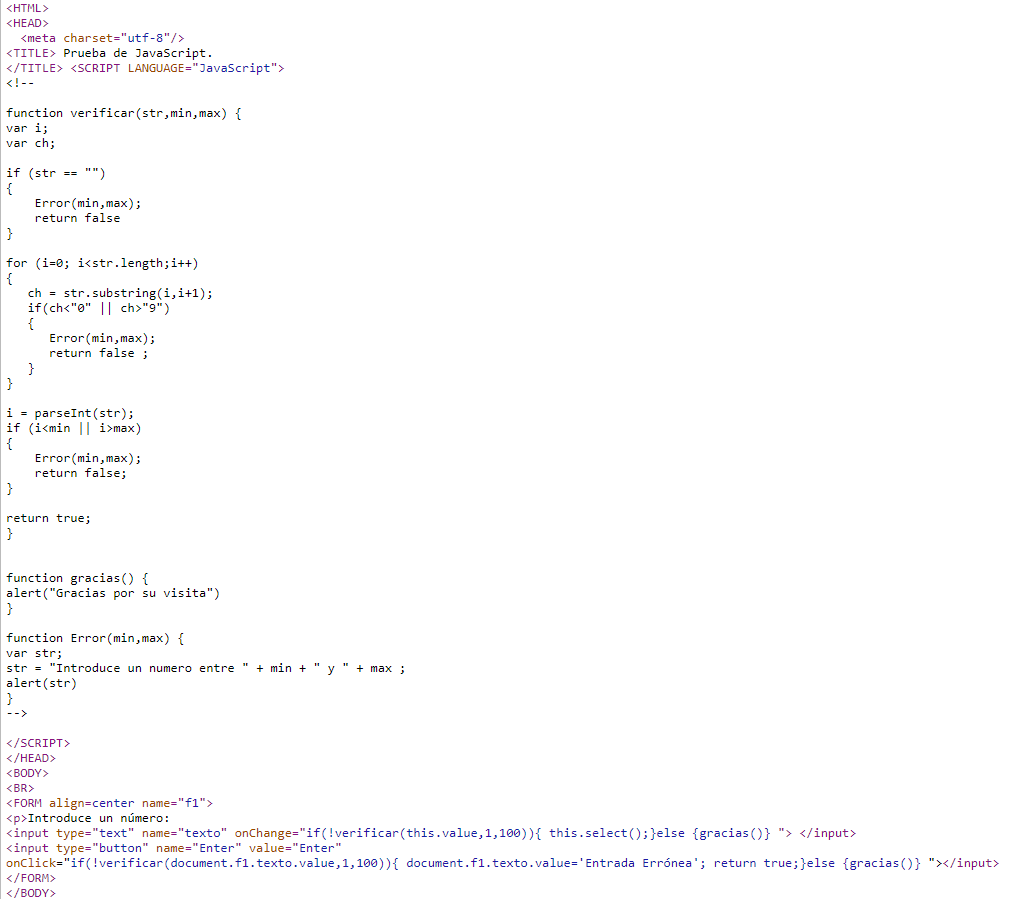 <HTML>
<HEAD>
  <meta charset="utf-8"/>
<TITLE> Prueba de JavaScript.
</TITLE> <SCRIPT LANGUAGE="JavaScript">
<!--

function verificar(str,min,max) {
var i;
var ch;

if (str == "")
{
    Error(min,max);
    return false
}

for (i=0; i<str.length;i++)
{
   ch = str.substring(i,i+1);
   if(ch<"0" || ch>"9")
   {
      Error(min,max);
      return false ;
   }
}

i = parseInt(str);
if (i<min || i>max)
{
    Error(min,max);
    return false;
}

return true;
}


function gracias() {
alert("Gracias por su visita")
}

function Error(min,max) {
var str;
str = "Introduce un numero entre " + min + " y " + max ;
alert(str)
}
-->

</SCRIPT>
</HEAD>
<BODY>
<BR>
<FORM align=center name="f1">
<p>Introduce un número:
<input type="text" name="texto" onChange="if(!verificar(this.value,1,100)){ this.select();}else {gracias()} "> </input>
<input type="button" name="Enter" value="Enter"
onClick="if(!verificar(document.f1.texto.value,1,100)){ document.f1.texto.value='Entrada Errónea'; return true;}else {gracias()} "></input>
</FORM>
</BODY>